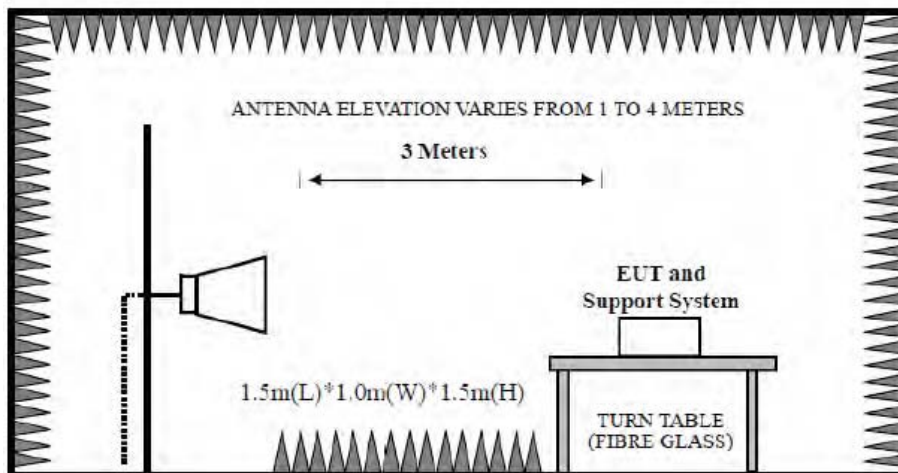 ANTENNA ELEVATION VARIES FROM 1 TO 4 METERS
3 Meters
EUT and
Support System
1.5m(L)*1.0m(W)*1.5m(H)
TURN TABLE
(FIBRE GLASS)